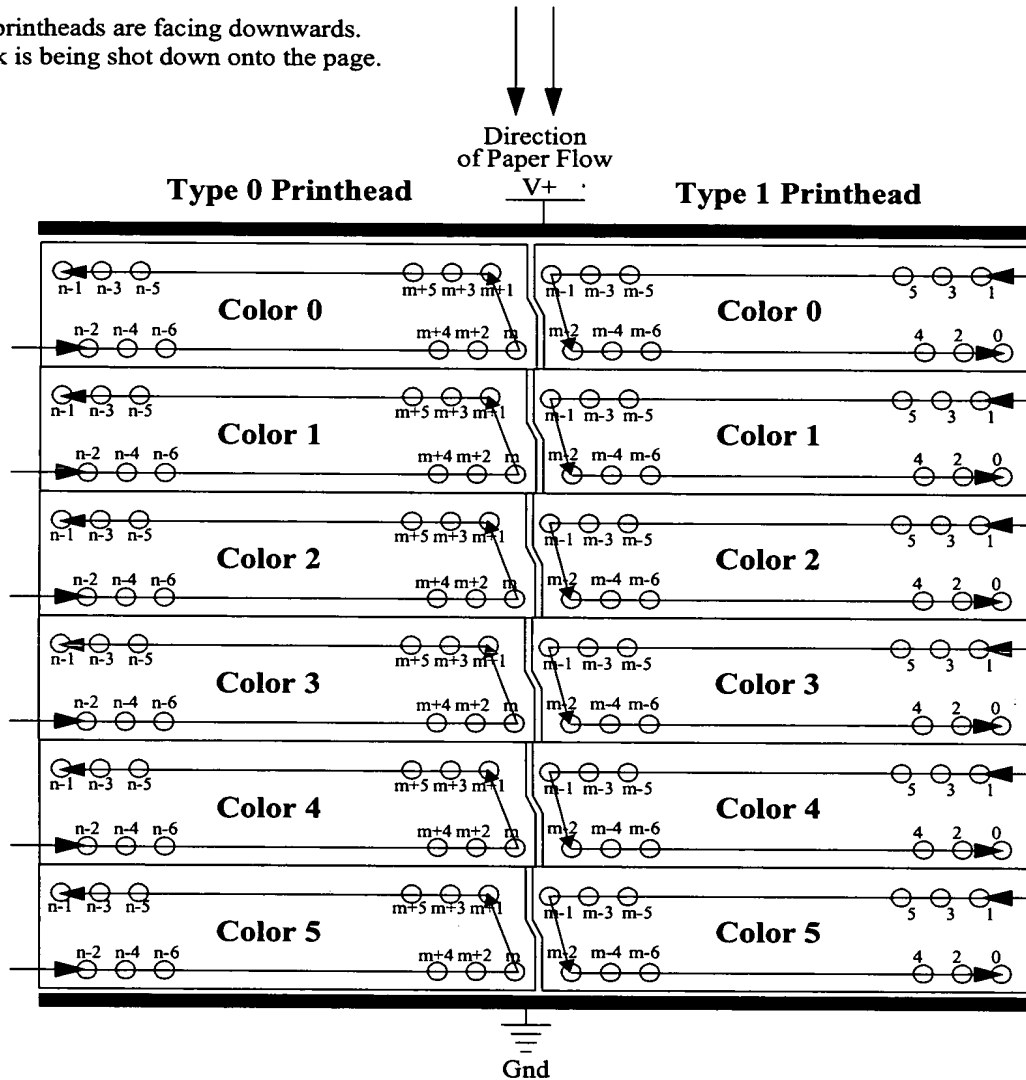 printheads are facing downwards.
k is being shot down onto the page.
Direction
of Paper Flow
V+
Type 0 Printhead
Type 1 Printhead
n-1 n-3 n-5
m+5 m+3 m+1
m-1 m-3 m-5
5 3 1
Color 0
Color 0
n-2 n-4 n-6
m+4 m+2 m
m-2 m-4 m-6
4 2 0
n-1 n-3 n-5
m+5 m+3 m+1
m-1 m-3 m-5
5 3 1
Color 1
Color 1
n-2 n-4 n-6
m+4 m+2 m
m-2 m-4 m-6
4 2 0
n-1 n-3 n-5
m+5 m+3 m+1
m-1 m-3 m-5
5 3 1
Color 2
Color 2
n-2 n-4 n-6
m+4 m+2 m
m-2 m-4 m-6
4 2 0
n-1 n-3 n-5
m+5 m+3 m+1
m-1 m-3 m-5
5 3 1
Color 3
Color 3
n-2 n-4 n-6
m+4 m+2 m
m-2 m-4 m-6
4 2 0
n-1 n-3 n-5
m+5 m+3 m+1
m-1 m-3 m-5
5 3 1
Color 4
Color 4
n-2 n-4 n-6
m+4 m+2 m
m-2 m-4 m-6
4 2 0
n-1 n-3 n-5
m+5 m+3 m+1
m-1 m-3 m-5
5 3 1
Color 5
Color 5
n-2 n-4 n-6
m+4 m+2 m
m-2 m-4 m-6
4 2 0
Gnd